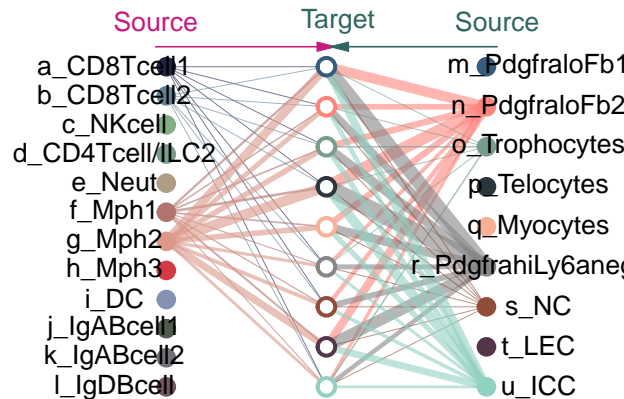 Source
Target
Source
a_CD8Tcell1
b_CD8Tcell2
c_NKcell
d_CD4Tcell/ILC2
e_Neut
f_Mph1
g_Mph2
h_Mph3
i_DC
j_IgABcell1
k_IgABcell2
l_IgDBcell
m_PdgfraloFb1
n_PdgfraloFb2
o_Trophocytes
p_Telocytes
q_Myocytes
r_PdgfrahiLy6aneg
s_NC
t_LEC
u_ICC